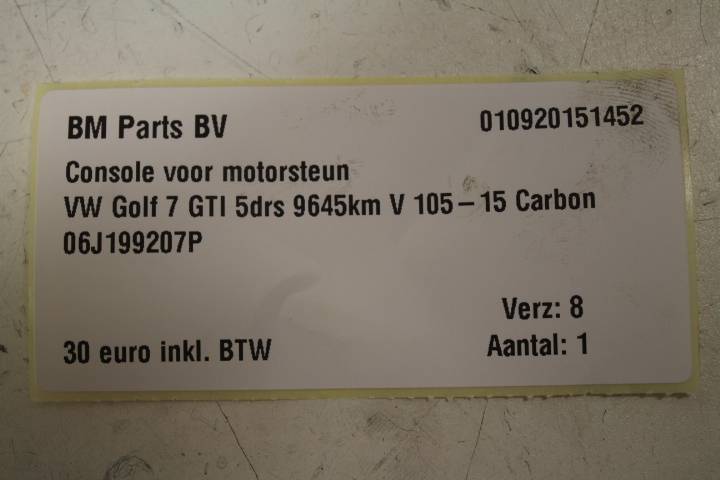 BM Parts BV 010920151452
Console voor motorsteun
VW Golf 7 GTI 5drs 9645km V 105-15 Carbon
06J199207P
Verz: 8
30 euro inkl. BTW Aantal: 1